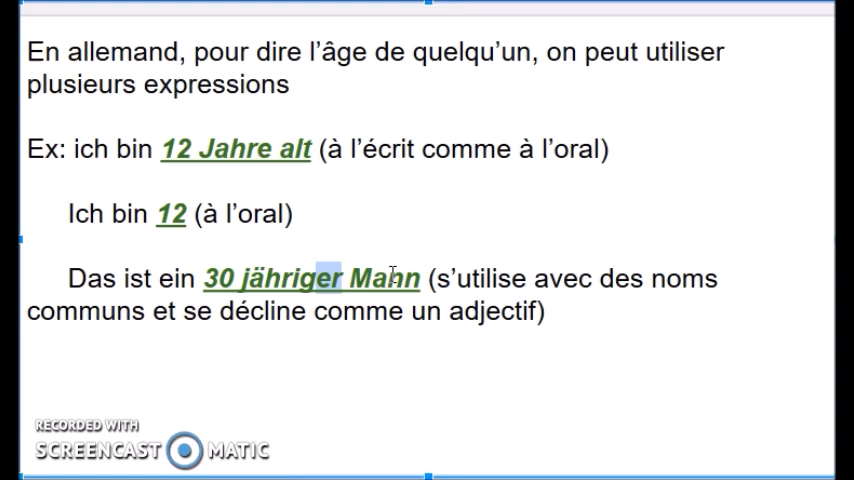 En allemand, pour dire l’âge de quelqu’un, on peut utiliser
plusieurs expressions
Ex: ich bin 12 Jahre alt (à l’écrit comme à l’oral)
Ich bin 12 (à l’oral)
Das ist ein 30 jähriger Mann (s’utilise avec des noms
communs et se décline comme un adjectif)
RECORDED WITH
SCREENCAST MATIC